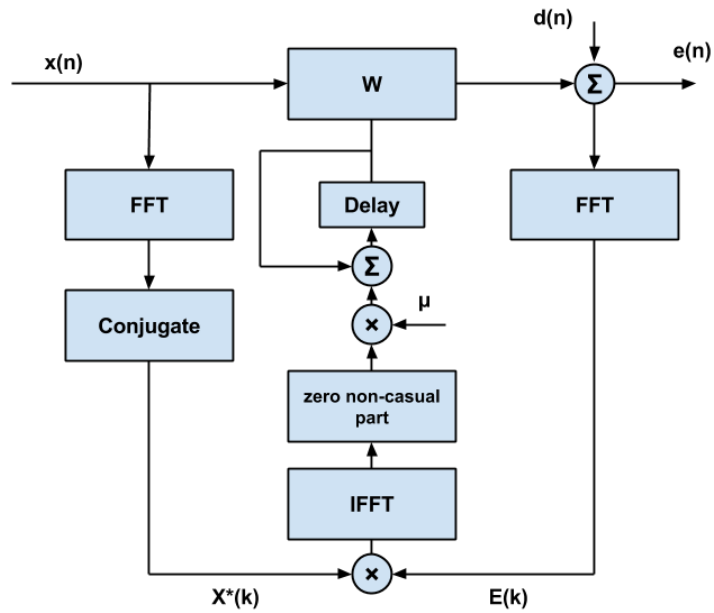 d(n)
x(n)
e(n)
W
Σ
FFT
Delay
FFT
Σ
Conjugate
μ
×
zero non-casual
part
IFFT
×
X*(k)
E(k)